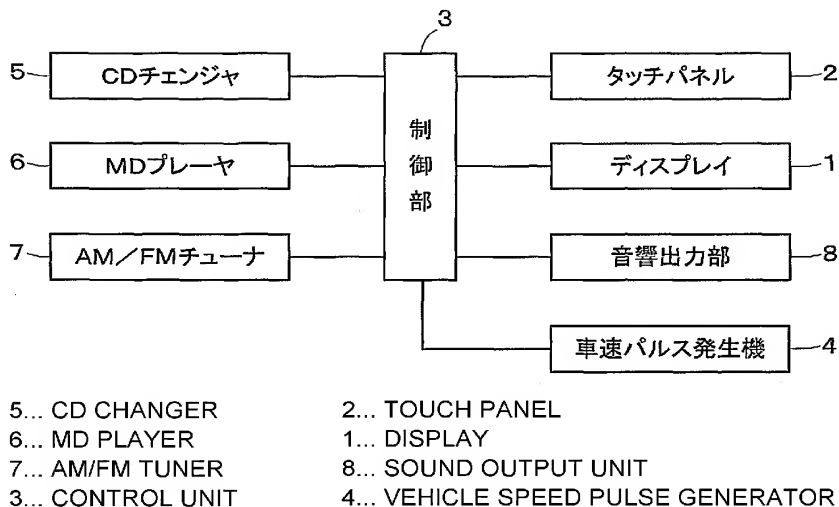 3
5 CDチェンジャ
制御部
タッチパネル 2
6 MDプレーヤ
ディスプレイ 1
7 AM/FMチューナ
音響出力部 8
車速パルス発生機 4
5... CD CHANGER 2... TOUCH PANEL
6... MD PLAYER 1... DISPLAY
7... AM/FM TUNER 8... SOUND OUTPUT UNIT
3... CONTROL UNIT 4... VEHICLE SPEED PULSE GENERATOR